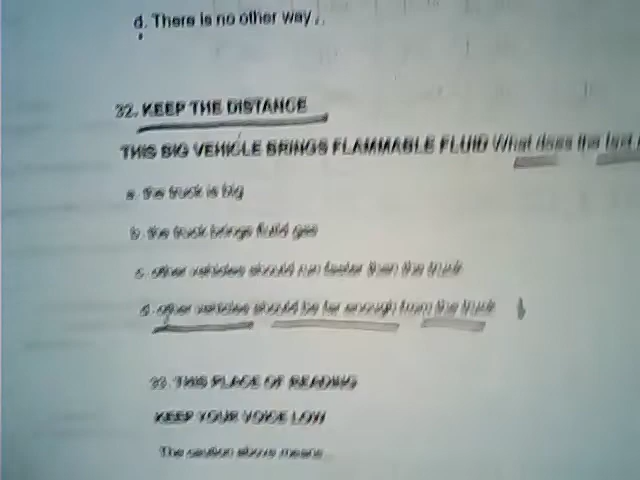 d. There is no other way..
32. KEEP THE DISTANCE
THIS BIG VEHICLE BRINGS FLAMMABLE FLUID What does the text
a. the truck is big
b. the truck brings fluid gas
c. other vehicles should run faster than the truck
d. other vehicles should be far enough from the truck
33. THIS PLACE OF READING
KEEP YOUR VOICE LOW
The caution above means